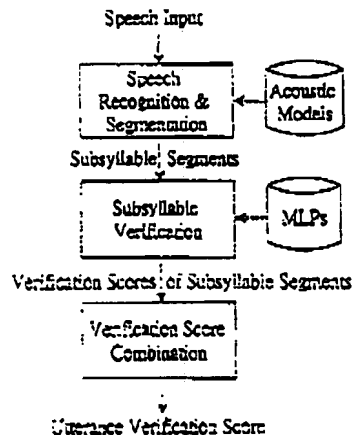 Speech Input
Speech
Recognition &
Segmentation
Acoustic
Models
Subsyllable Segments
Subsyllable
Verification
MLPs
Verification Scores of Subsyllable Segments
Verification Score
Combination
Utterance Verification Score